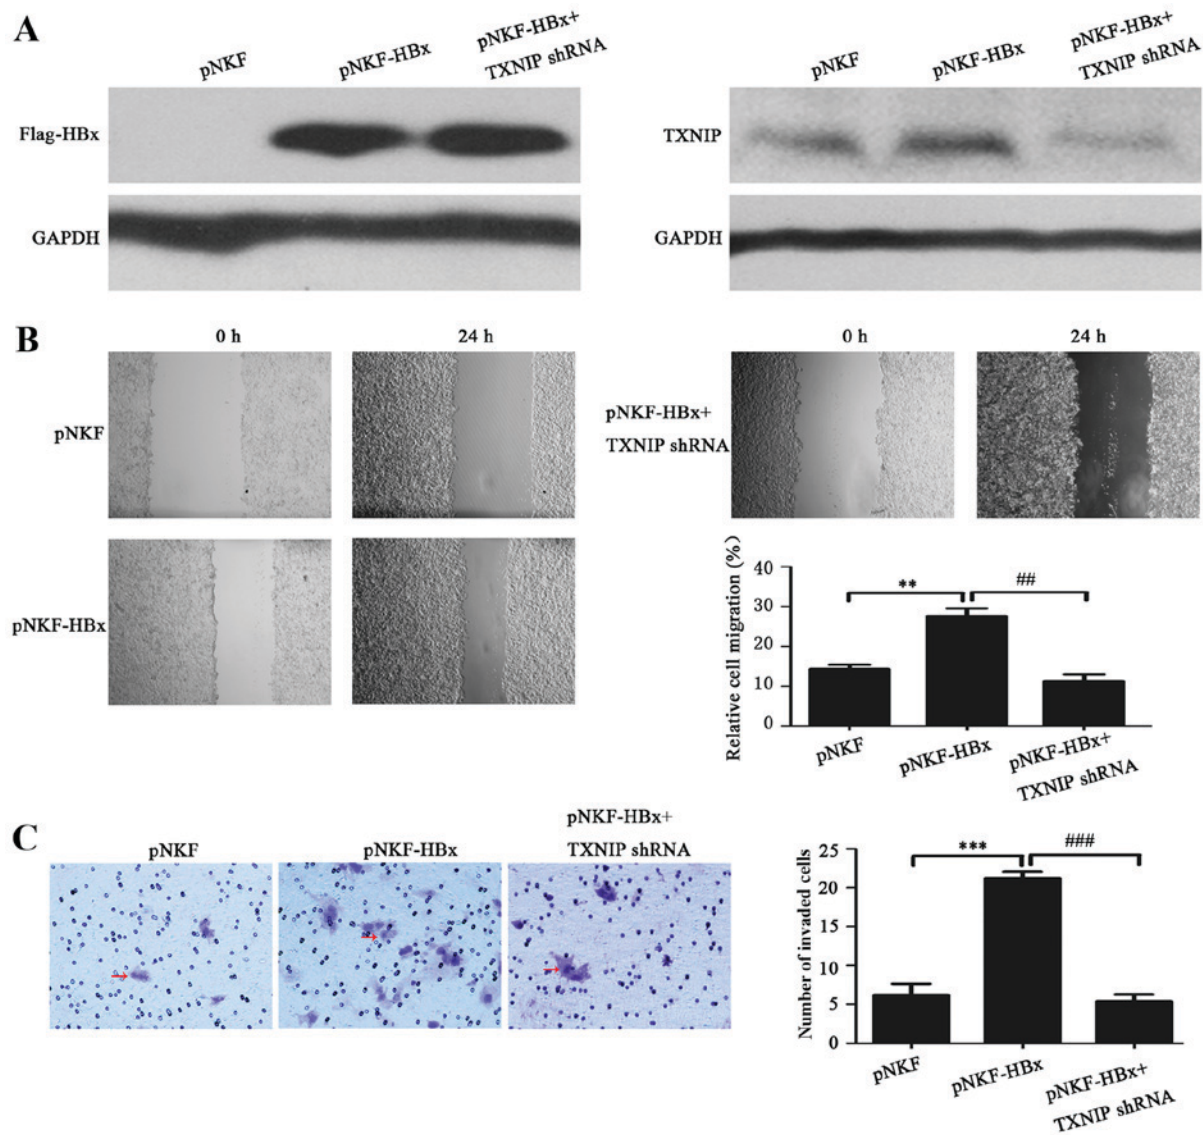 A
pNKF
pNKF-HBx
pNKF-HBx+
TXNIP shRNA
Flag-HBx
GAPDH
pNKF
pNKF-HBx
pNKF-HBx+
TXNIP shRNA
TXNIP
GAPDH
B
0 h
24 h
pNKF
pNKF-HBx
0 h
24 h
pNKF-HBx+
TXNIP shRNA
Relative cell migration (%)
40
30
20
10
0
**
##
pNKF
pNKF-HBx
pNKF-HBx+
TXNIP shRNA
C
pNKF
pNKF-HBx
pNKF-HBx+
TXNIP shRNA
Number of invaded cells
25
20
15
10
5
0
***
###
pNKF
pNKF-HBx
pNKF-HBx+
TXNIP shRNA